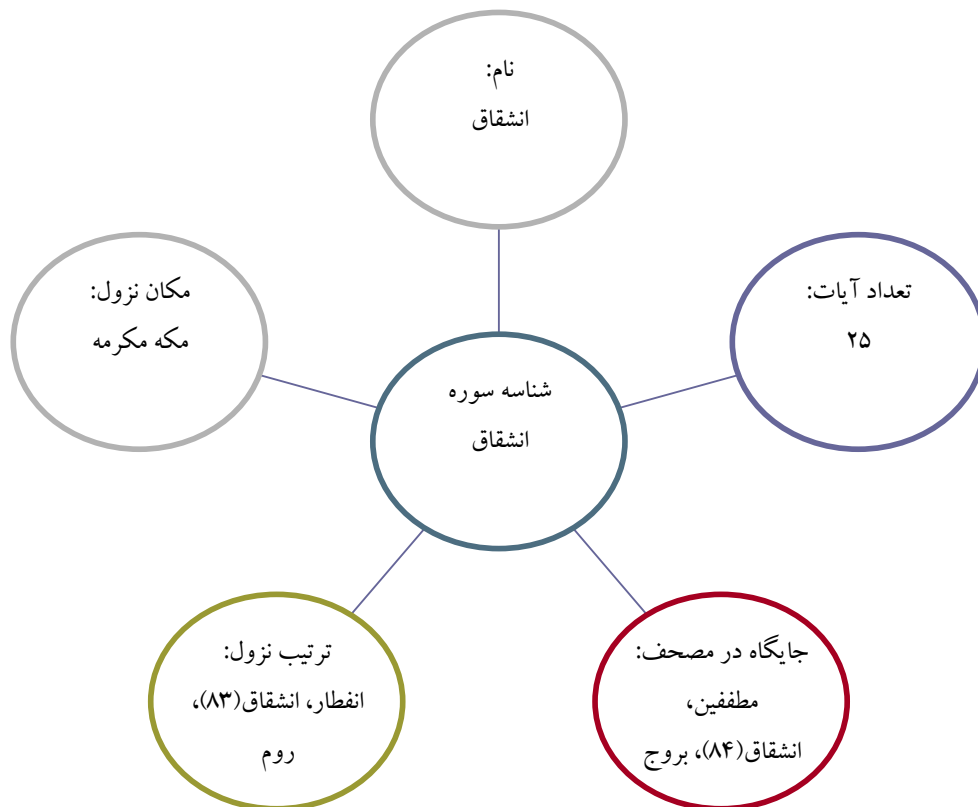 نام:
انشقاق
تعداد آیات:
۲۵
مکان نزول:
مکه مکرمه
شناسه سوره
انشقاق
جایگاه در مصحف:
مطففین،
انشقاق(۸۴)، بروج
ترتیب نزول:
انفطار، انشقاق(۸۳)،
روم